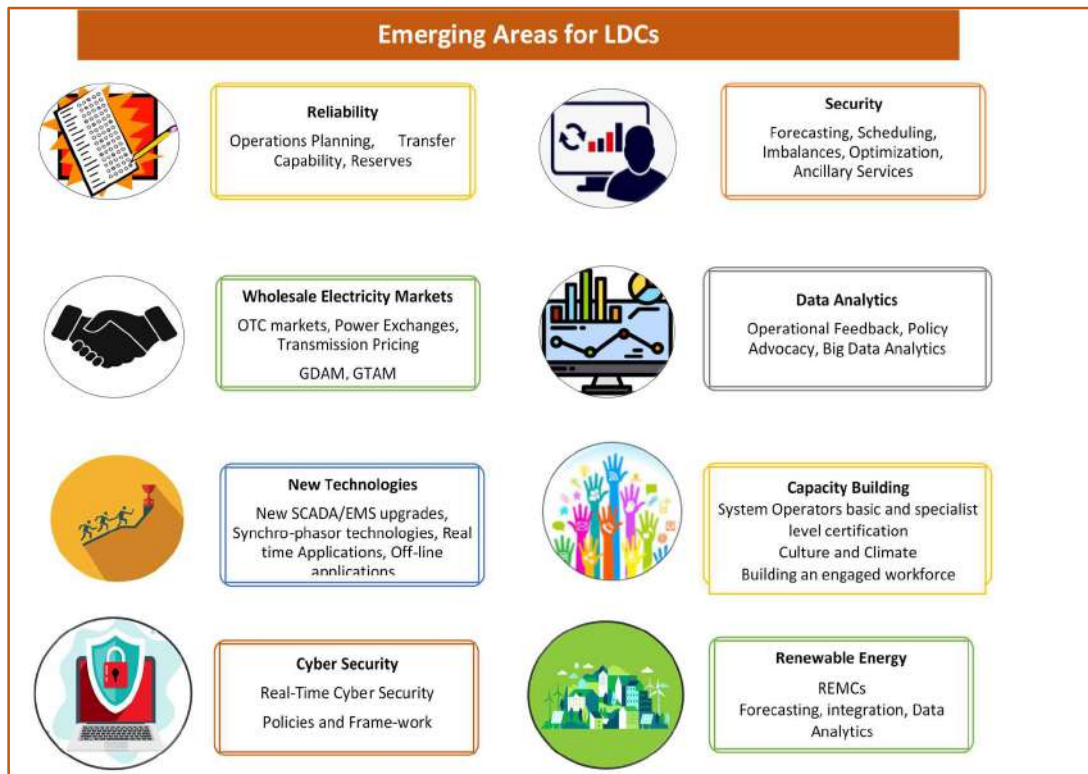 Emerging Areas for LDCs
Reliability
Operations Planning, Transfer
Capability, Reserves
Security
Forecasting, Scheduling,
Imbalances, Optimization,
Ancillary Services
Wholesale Electricity Markets
OTC markets, Power Exchanges,
Transmission Pricing
GDAM, GTAM
Data Analytics
Operational Feedback, Policy
Advocacy, Big Data Analytics
New Technologies
New SCADA/EMS upgrades,
Synchro-phasor technologies, Real
time Applications, Off-line
applications
Capacity Building
System Operators basic and specialist
level certification
Culture and Climate
Building an engaged workforce
Cyber Security
Real-Time Cyber Security
Policies and Frame-work
Renewable Energy
REMCs
Forecasting, integration, Data
Analytics